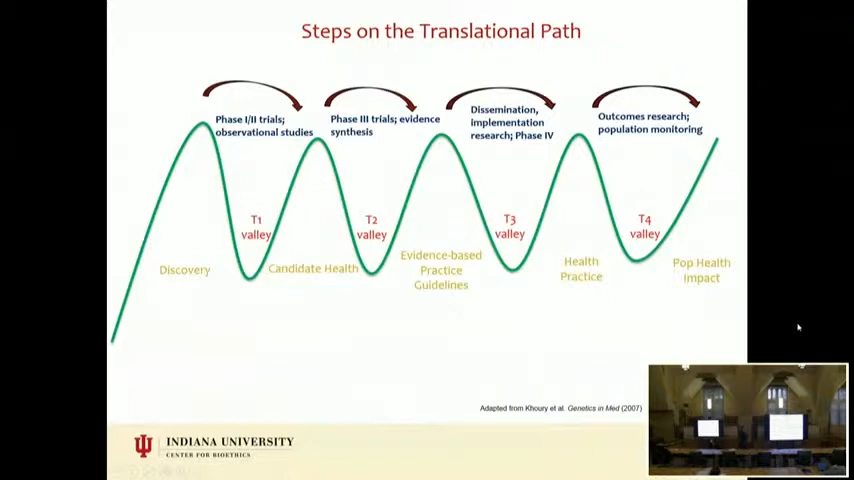 Steps on the Translational Path
Phase I/II trials;
observational studies
Phase III trials; evidence
synthesis
Dissemination,
implementation
research; Phase IV
Outcomes research;
population monitoring
T1
valley
T2
valley
T3
valley
T4
valley
Discovery
Candidate Health
Evidence-based
Practice
Guidelines
Health
Practice
Pop Health
Impact
Adapted from Khoury et al. Genetics in Med (2007)
INDIANA UNIVERSITY
CENTER FOR BIOETHICS